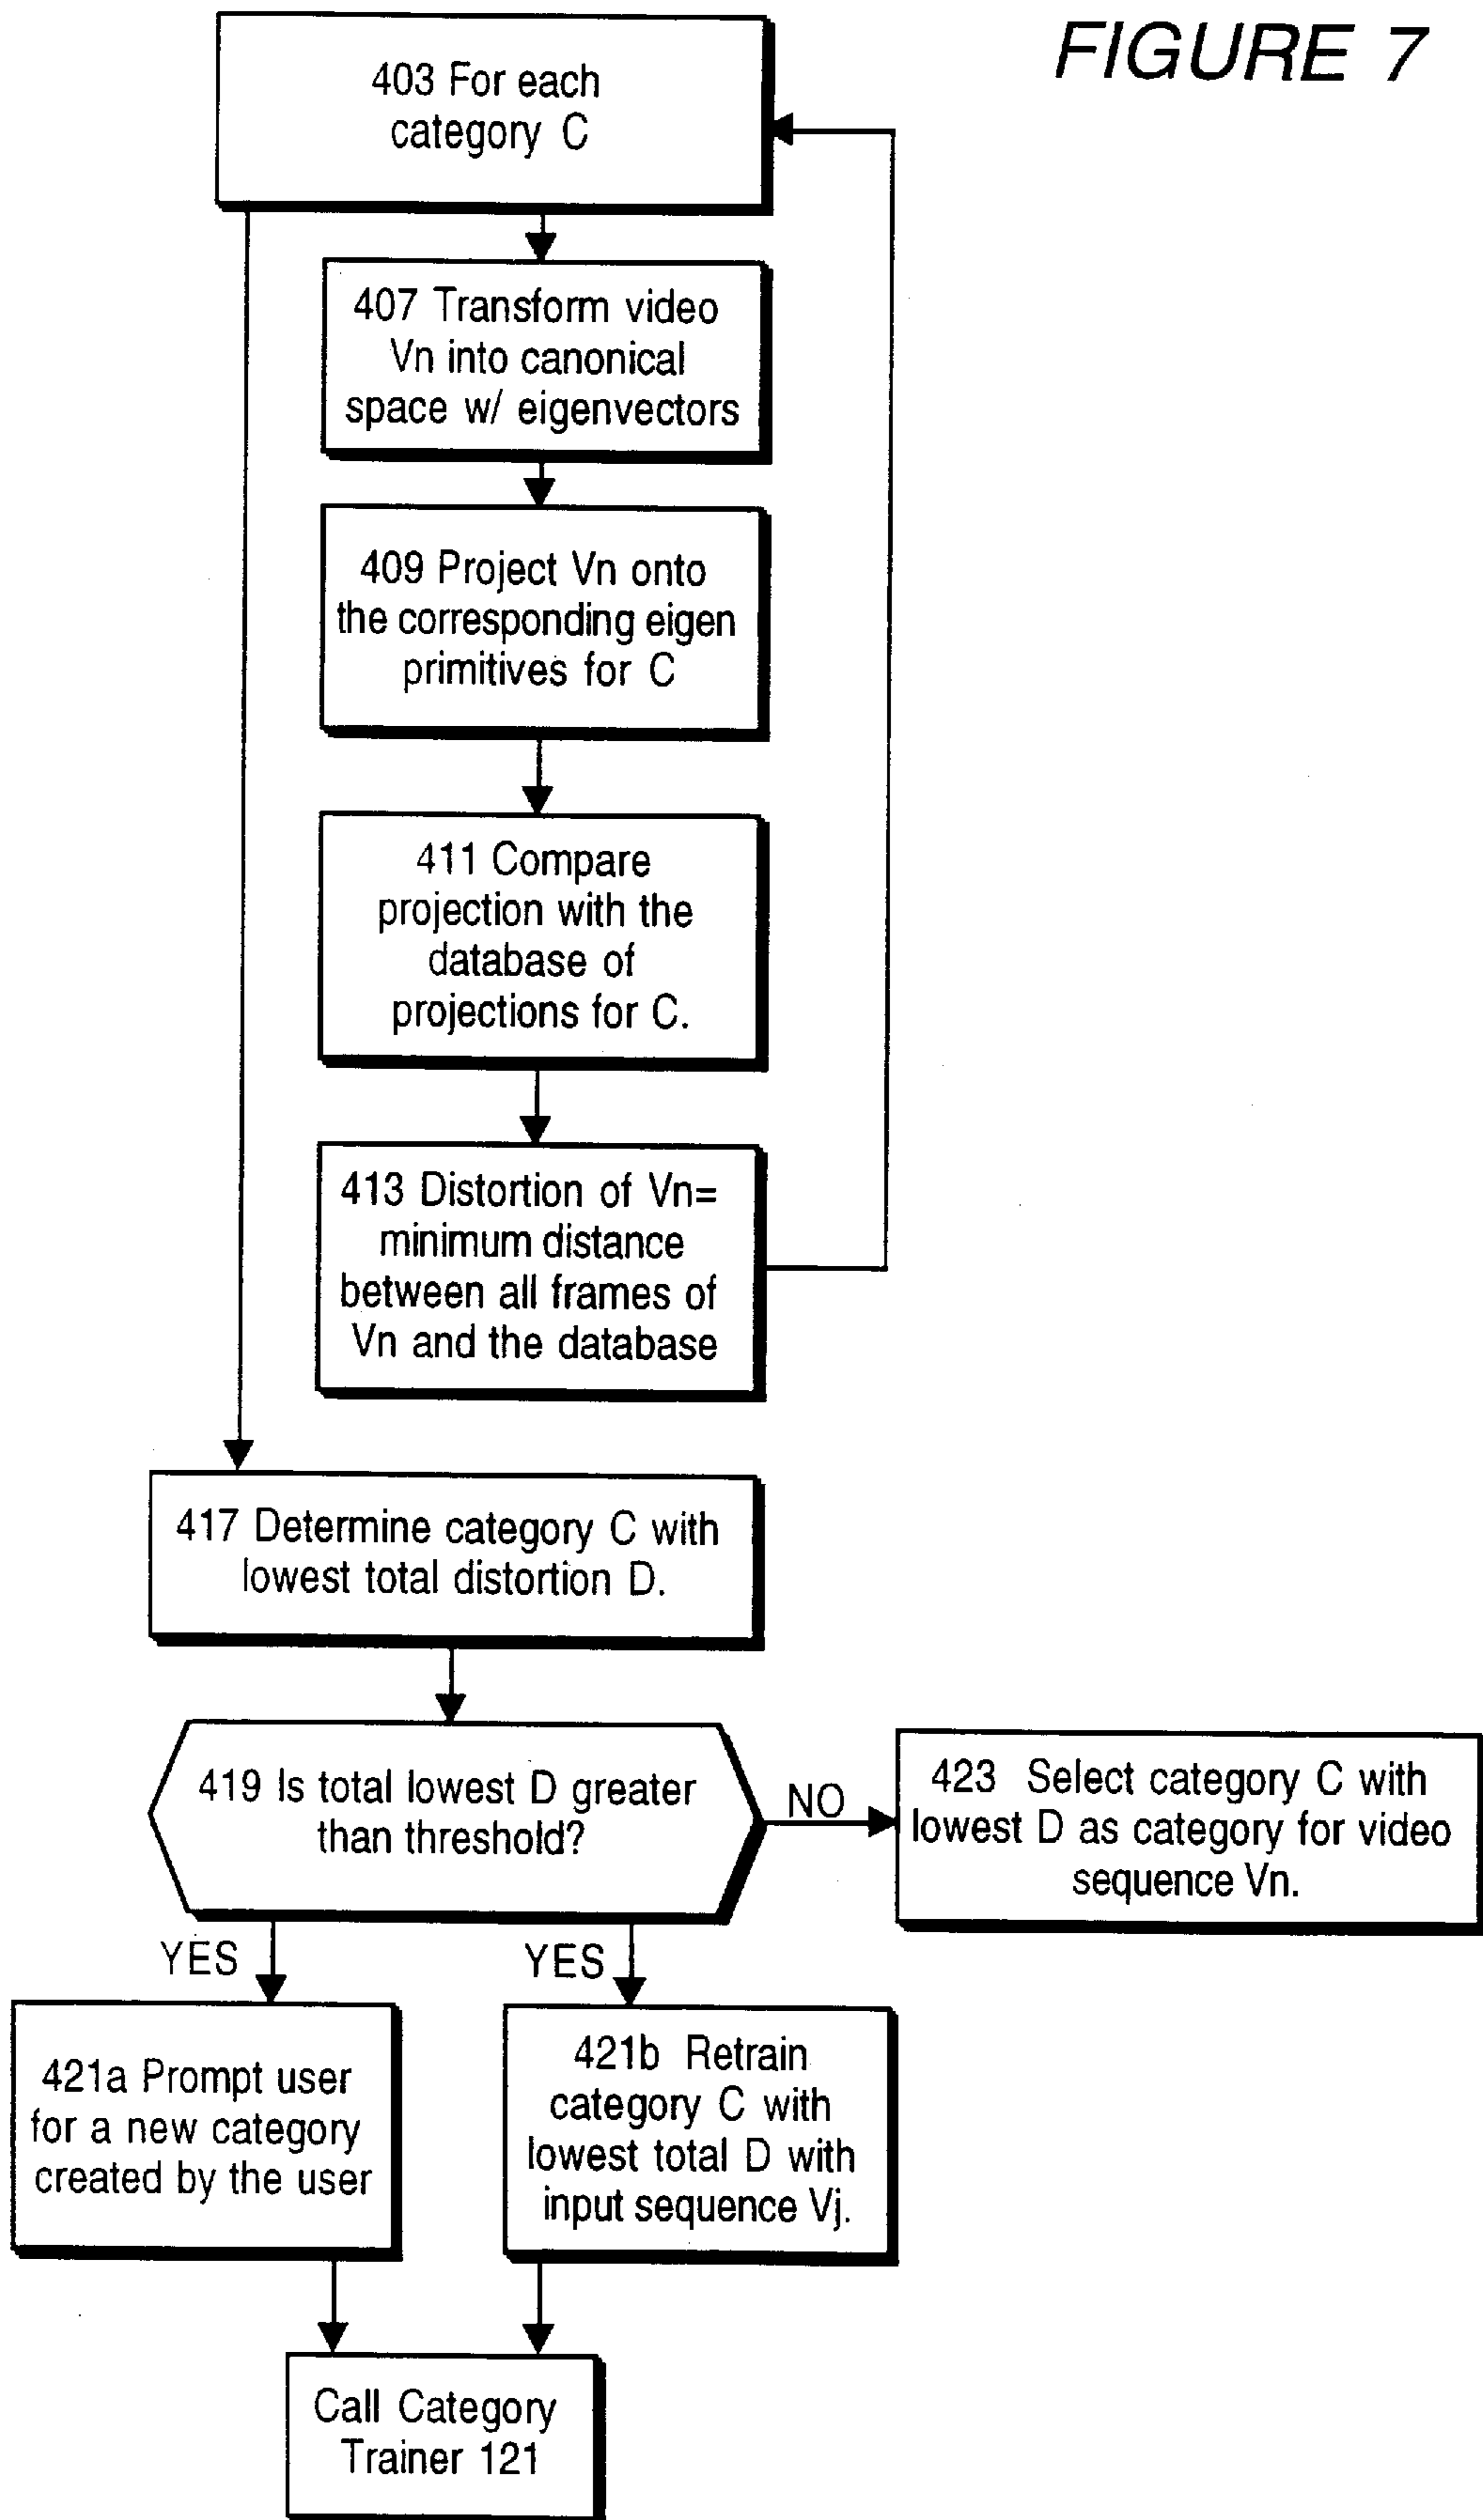 FIGURE 7
403 For each
category C
407 Transform video
Vn into canonical
space w/ eigenvectors
409 Project Vn onto
the corresponding eigen
primitives for C
411 Compare
projection with the
database of
projections for C.
413 Distortion of Vn=
minimum distance
between all frames of
Vn and the database
417 Determine category C with
lowest total distortion D.
419 Is total lowest D greater
than threshold?
NO
423 Select category C with
lowest D as category for video
sequence Vn.
YES
YES
421a Prompt user
for a new category
created by the user
421b Retrain
category C with
lowest total D with
input sequence Vj.
Call Category
Trainer 121